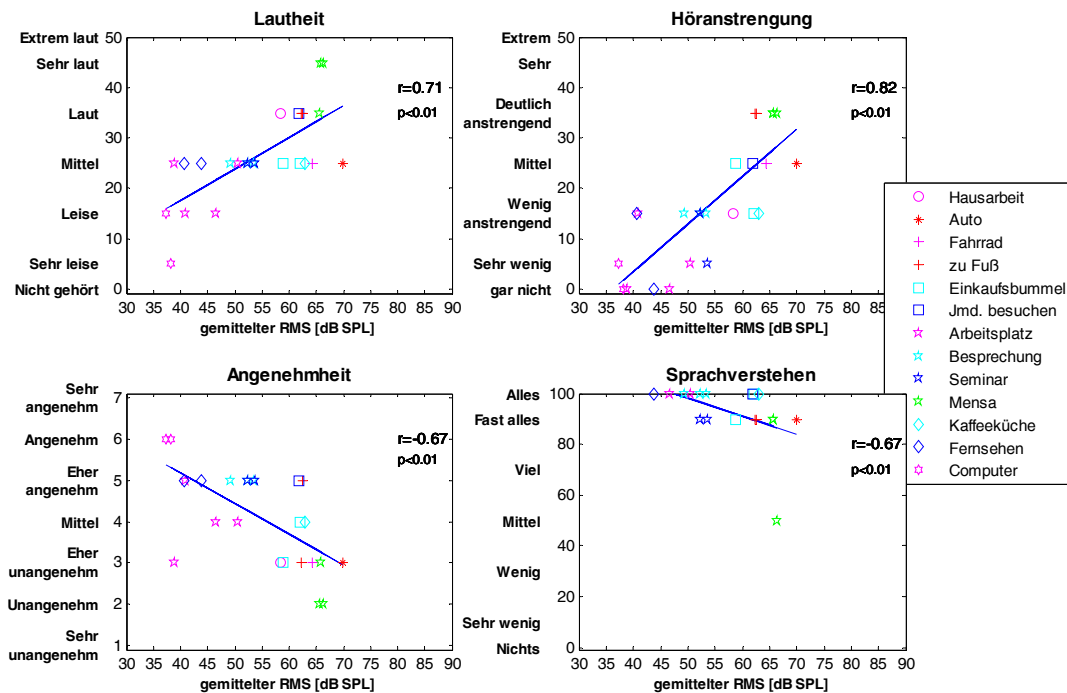 Lautheit
Extrem laut
Sehr laut
Laut
Mittel
Leise
Sehr leise
Nicht gehört
50
40
30
20
10
0
r=0.71
p<0.01
30 35 40 45 50 55 60 65 70 75 80 85 90
gemittelter RMS [dB SPL]
Höranstrengung
Extrem
Sehr
Deutlich
anstrengend
Mittel
Wenig
anstrengend
Sehr wenig
gar nicht
50
40
30
20
10
0
r=0.82
p<0.01
30 35 40 45 50 55 60 65 70 75 80 85 90
gemittelter RMS [dB SPL]
Hausarbeit
Auto
Fahrrad
zu Fuß
Einkaufsbummel
Jmd. besuchen
Arbeitsplatz
Besprechung
Seminar
Mensa
Kaffeeküche
Fernsehen
Computer
Angenehmheit
Sehr
angenehm
Angenehm
Eher
angenehm
Mittel
Eher
unangenehm
Unangenehm
Sehr
unangenehm
7
6
5
4
3
2
1
r=-0.67
p<0.01
30 35 40 45 50 55 60 65 70 75 80 85 90
gemittelter RMS [dB SPL]
Sprachverstehen
Alles
Fast alles
Viel
Mittel
Wenig
Sehr wenig
Nichts
100
80
60
40
20
0
r=-0.67
p<0.01
30 35 40 45 50 55 60 65 70 75 80 85 90
gemittelter RMS [dB SPL]